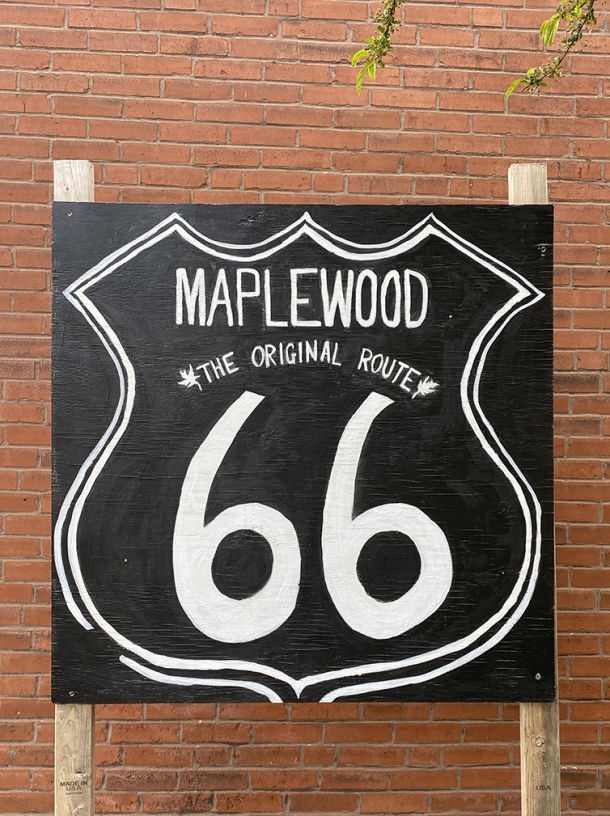 MAPLEWOOD
THE ORIGINAL ROUTE
66
MADE IN
USA
USA